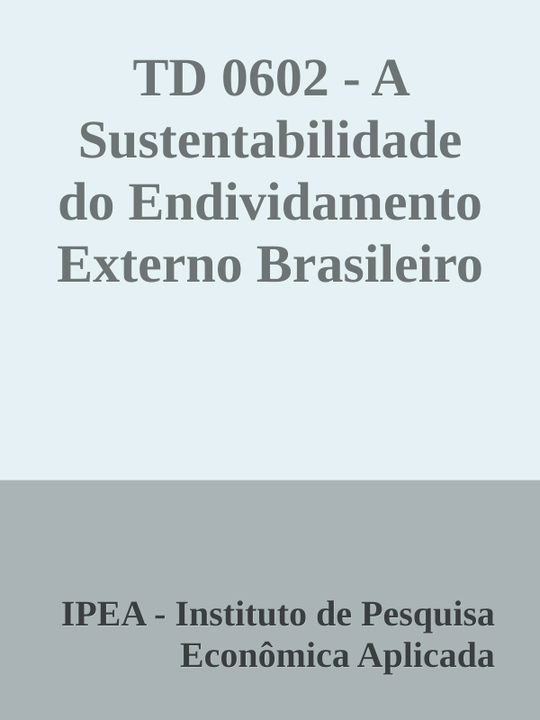 TD 0602 - A
Sustentabilidade
do Endividamento
Externo Brasileiro
IPEA - Instituto de Pesquisa
Econômica Aplicada